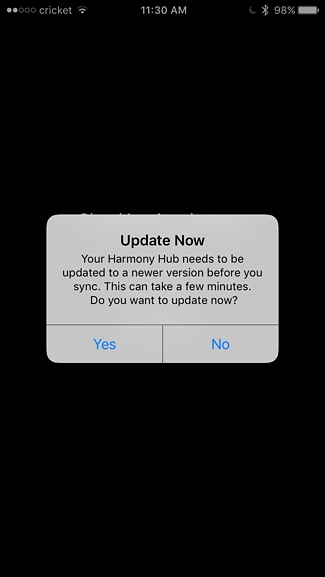 cricket 11:30 AM 98%
Update Now
Your Harmony Hub needs to be
updated to a newer version before you
sync. This can take a few minutes.
Do you want to update now?
Yes No